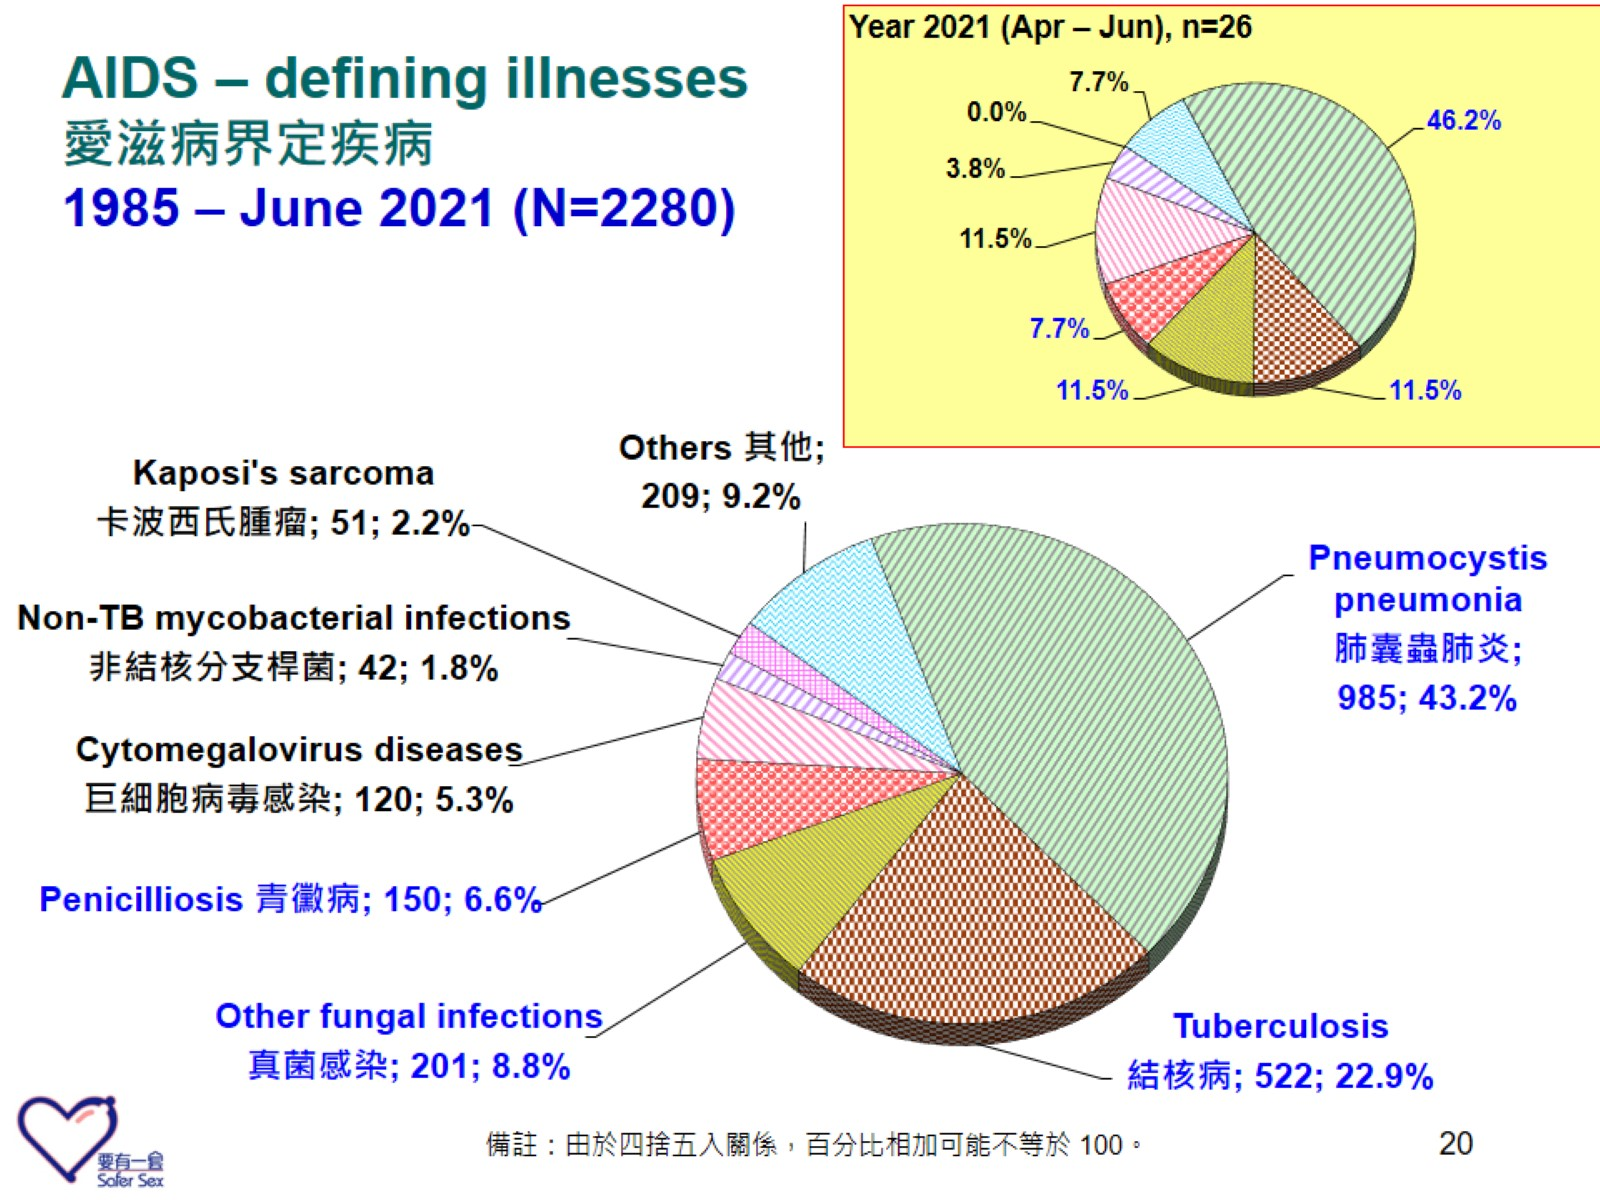 AIDS – defining illnesses
愛滋病界定疾病
1985 – June 2021 (N=2280)
Year 2021 (Apr – Jun), n=26
7.7%
0.0%
3.8%
11.5%
7.7%
11.5%
46.2%
11.5%
Others 其他;
209; 9.2%
Kaposi's sarcoma
卡波西氏腫瘤; 51; 2.2%
Non-TB mycobacterial infections
非結核分支桿菌; 42; 1.8%
Cytomegalovirus diseases
巨細胞病毒感染; 120; 5.3%
Penicilliosis 青黴病; 150; 6.6%
Other fungal infections
真菌感染; 201; 8.8%
Pneumocystis
pneumonia
肺囊蟲肺炎;
985; 43.2%
Tuberculosis
結核病; 522; 22.9%
要有一套
Safer Sex
備註：由於四捨五入關係，百分比相加可能不等於 100。
20